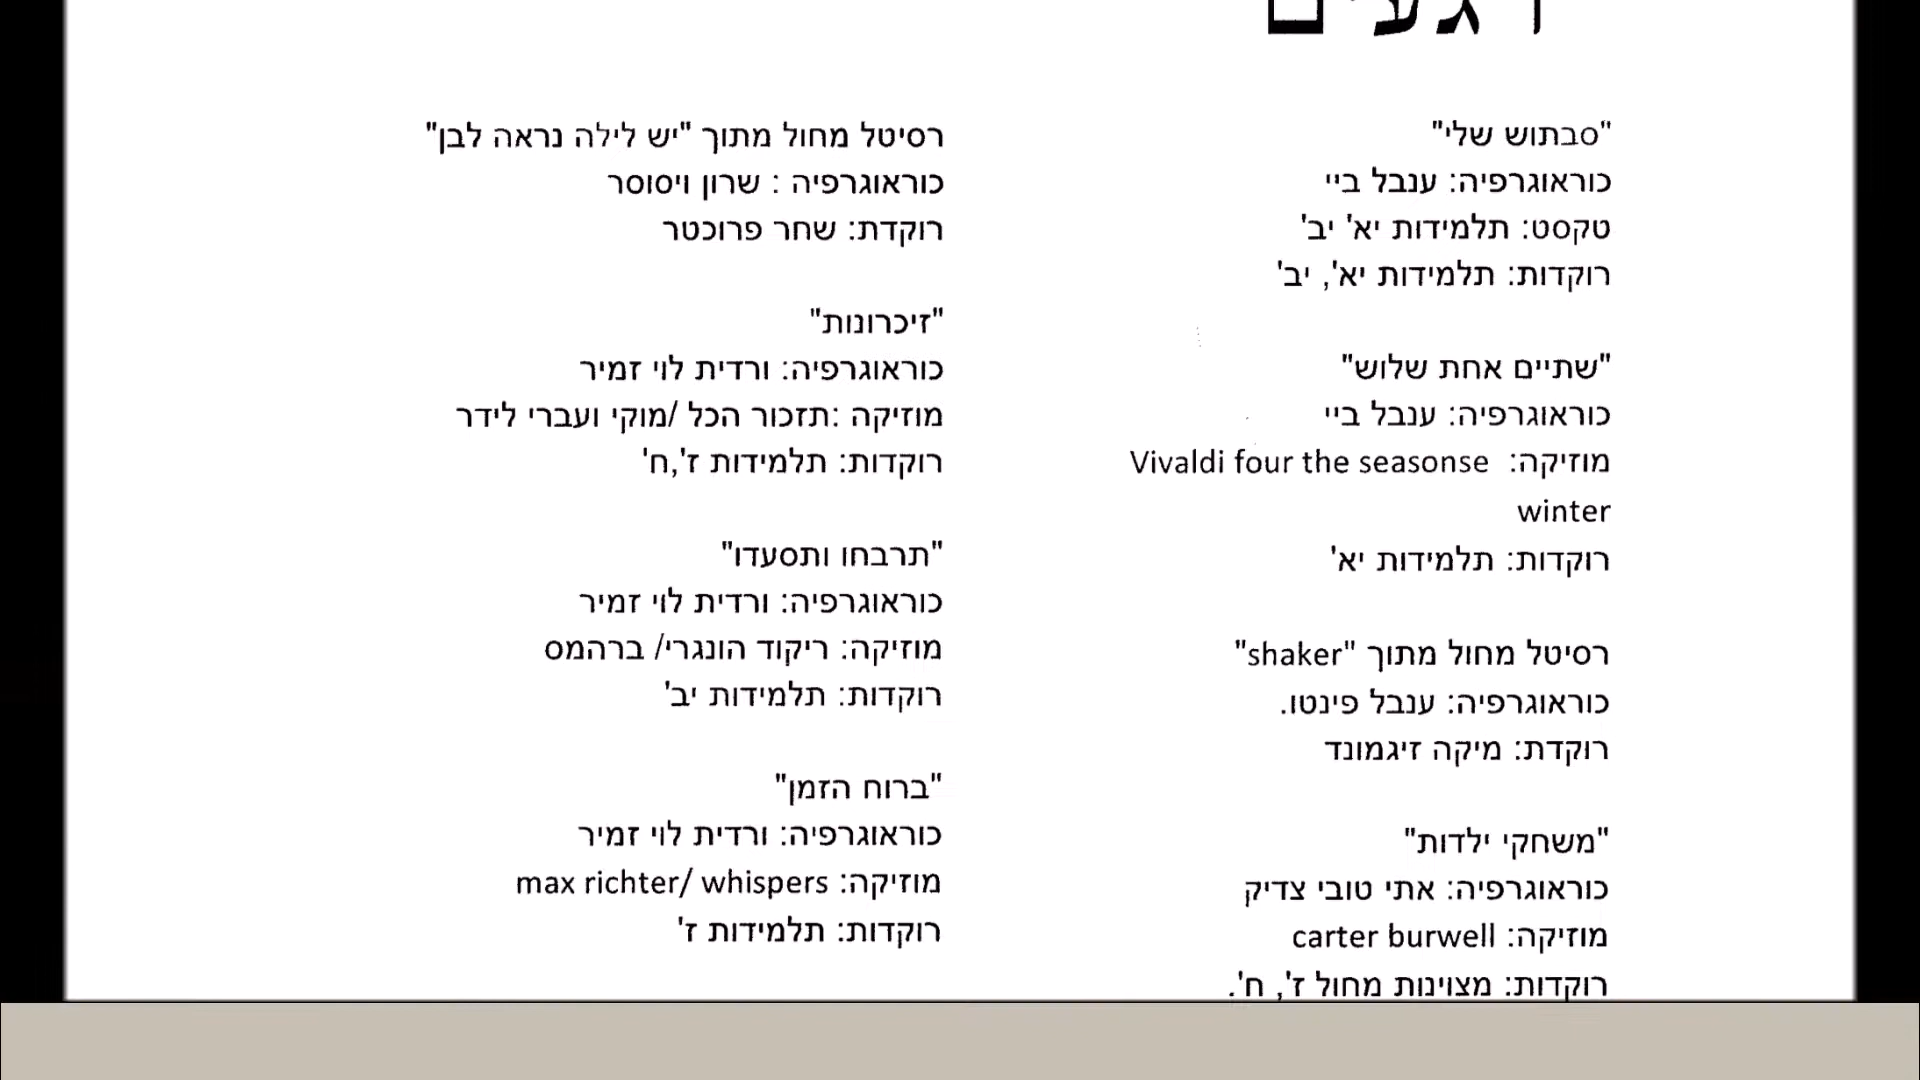 רגעים
"סבתוש שלי"
כוראוגרפיה: ענבל ביי
טקסט: תלמידות יא' יב'
רוקדות: תלמידות יא', יב'
"שתיים אחת שלוש"
כוראוגרפיה: ענבל ביי
מוזיקה: Vivaldi four the seasonse
winter
רוקדות: תלמידות יא'
רסיטל מחול מתוך "shaker"
כוראוגרפיה: ענבל פינטו.
רוקדת: מיקה זיגמונד
"משחקי ילדות"
כוראוגרפיה: אתי טובי צדיק
מוזיקה: carter burwell
רוקדות: מצוינות מחול ז', ח'.
רסיטל מחול מתוך "יש לילה נראה לבן"
כוראוגרפיה : שרון ויסוסר
רוקדת: שחר פרוכטר
"זיכרונות"
כוראוגרפיה: ורדית לוי זמיר
מוזיקה :תזכור הכל /מוקי ועברי לידר
רוקדות: תלמידות ז',ח'
"תרבחו ותסעדו"
כוראוגרפיה: ורדית לוי זמיר
מוזיקה: ריקוד הונגרי/ ברהמס
רוקדות: תלמידות יב'
"ברוח הזמן"
כוראוגרפיה: ורדית לוי זמיר
מוזיקה: max richter/ whispers
רוקדות: תלמידות ז'